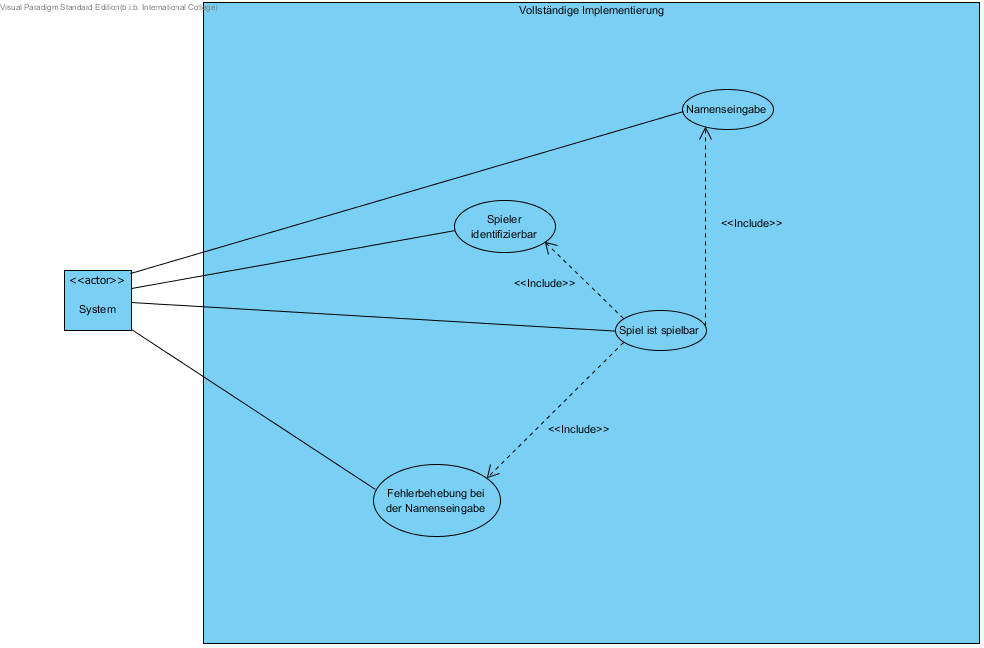 Visual Paradigm Standard Edition(b.i.b. International College)
Vollständige Implementierung
Namenseingabe
Spieler
identifizierbar
<<Include>>
<<actor>>
System
<<Include>>
Spiel ist spielbar
<<Include>>
Fehlerbehebung bei
der Namenseingabe